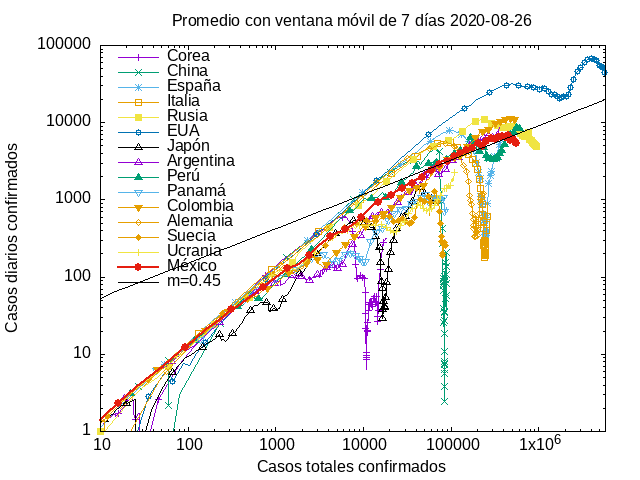 Promedio con ventana móvil de 7 días 2020-08-26
100000
10000
1000
100
10
1
Casos diarios confirmados
Corea
China
España
Italia
Rusia
EUA
Japón
Argentina
Perú
Panamá
Colombia
Alemania
Suecia
Ucrania
México
m=0.45
10 100 1000 10000 100000 1x10^6
Casos totales confirmados